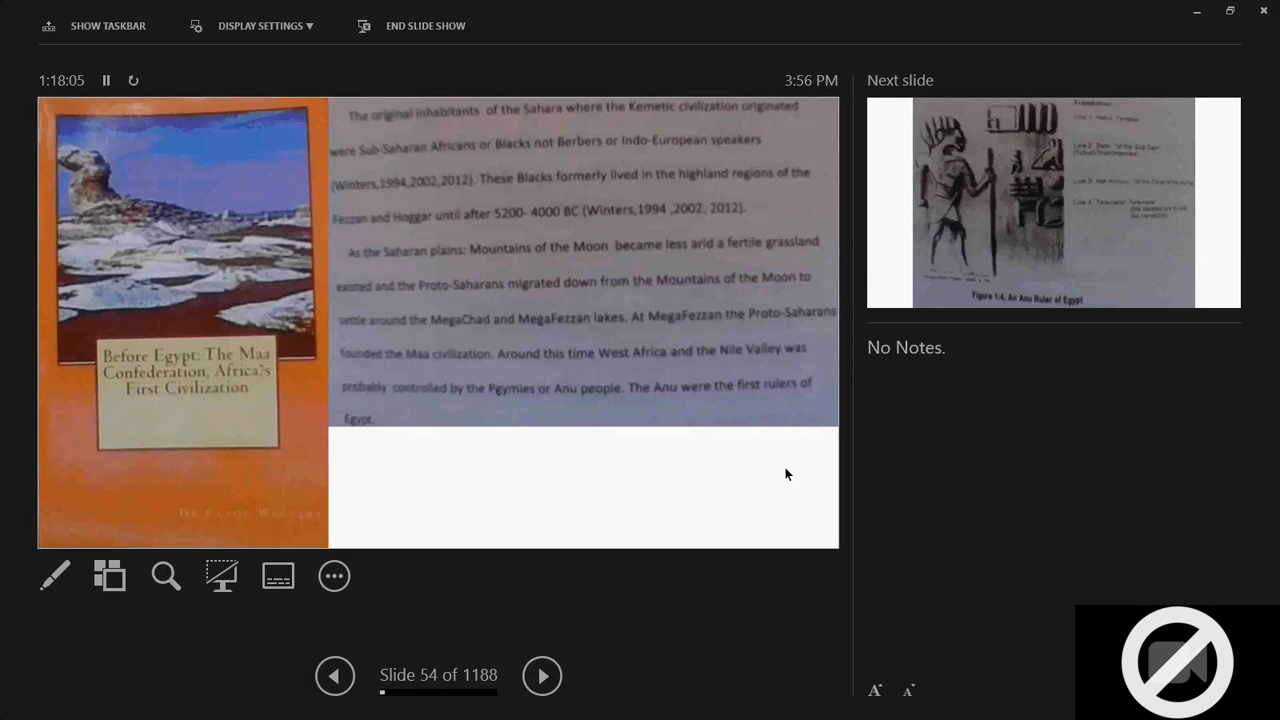 SHOW TASKBAR
DISPLAY SETTINGS ▼
END SLIDE SHOW
1:18:05
3:56 PM
Next slide
The original inhabitants of the Sahara where the Kemetic civilization originated
were Sub-Saharan Africans or Blacks not Berbers or Indo-European speakers
(Winters,1994,2002,2012). These Blacks formerly lived in the highland regions of the
Fezzan and Hoggar until after 5200- 4000 BC (Winters,1994 ,2002, 2012).
As the Saharan plains: Mountains of the Moon became less arid a fertile grassland
existed and the Proto-Saharans migrated down from the Mountains of the Moon to
settle around the MegaChad and MegaFezzan lakes. At MegaFezzan the Proto-Saharans
founded the Maa civilization. Around this time West Africa and the Nile Valley was
probably controlled by the Pgymies or Anu people. The Anu were the first rulers of
Egypt.
Before Egypt: The Maa
Confederation, Africa?s
First Civilization
Dr Clyde Winters
Translation:
Figure 1:4. An Anu Ruler of Egypt
No Notes.
Slide 54 of 1188
A
A